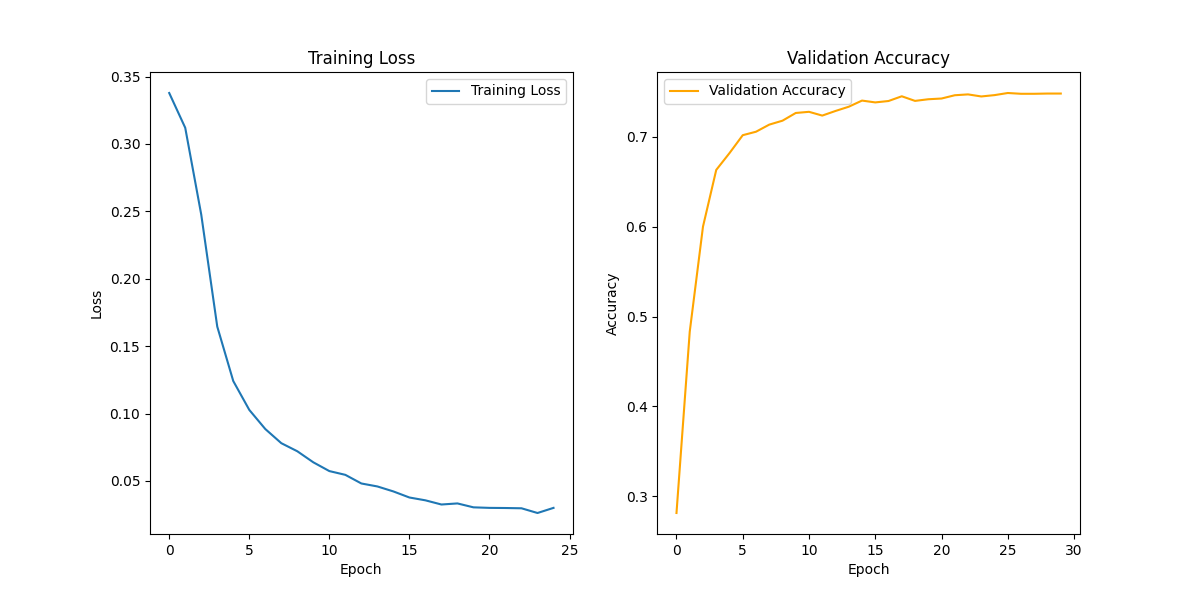 Training Loss
Training Loss
0.35
0.30
0.25
0.20
0.15
0.10
0.05
Loss
0 5 10 15 20 25
Epoch
Validation Accuracy
Validation Accuracy
0.7
0.6
0.5
0.4
0.3
Accuracy
0 5 10 15 20 25 30
Epoch